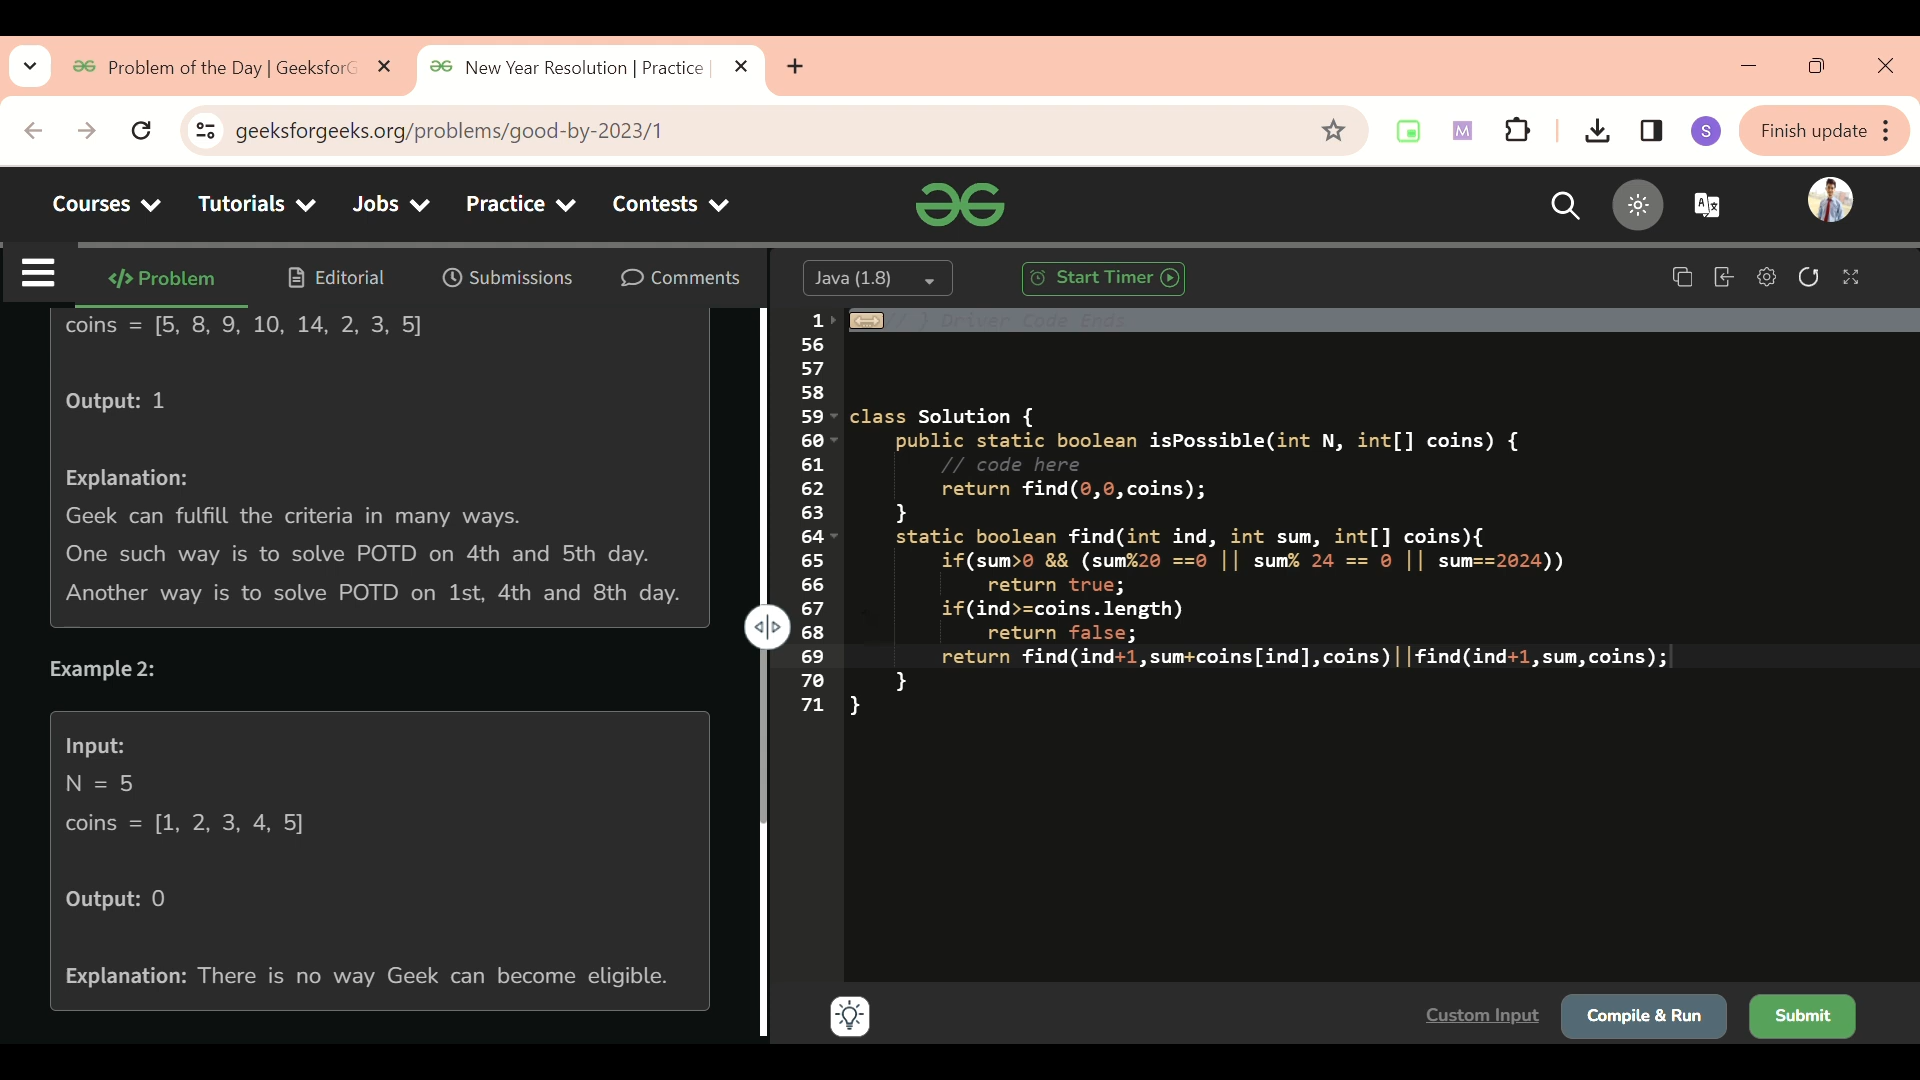 Problem of the Day | GeeksforG
New Year Resolution | Practice |
geeksforgeeks.org/problems/good-by-2023/1
M
S
Finish update
Courses
Tutorials
Jobs
Practice
Contests
Problem
Editorial
Submissions
Comments
Java (1.8)
Start Timer
coins = [5, 8, 9, 10, 14, 2, 3, 5]
Output: 1
Explanation:
Geek can fulfill the criteria in many ways.
One such way is to solve POTD on 4th and 5th day.
Another way is to solve POTD on 1st, 4th and 8th day.
Example 2:
Input:
N = 5
coins = [1, 2, 3, 4, 5]
Output: 0
Explanation: There is no way Geek can become eligible.
1 // } Driver Code Ends
56
57
58
59 class Solution {
60 public static boolean isPossible(int N, int[] coins) {
61 // code here
62 return find(0,0,coins);
63 }
64 static boolean find(int ind, int sum, int[] coins){
65 if(sum>0 && (sum%20 ==0 || sum% 24 == 0 || sum==2024))
66 return true;
67 if(ind>=coins.length)
68 return false;
69 return find(ind+1,sum+coins[ind],coins)||find(ind+1,sum,coins);
70 }
71 }
Custom Input
Compile & Run
Submit